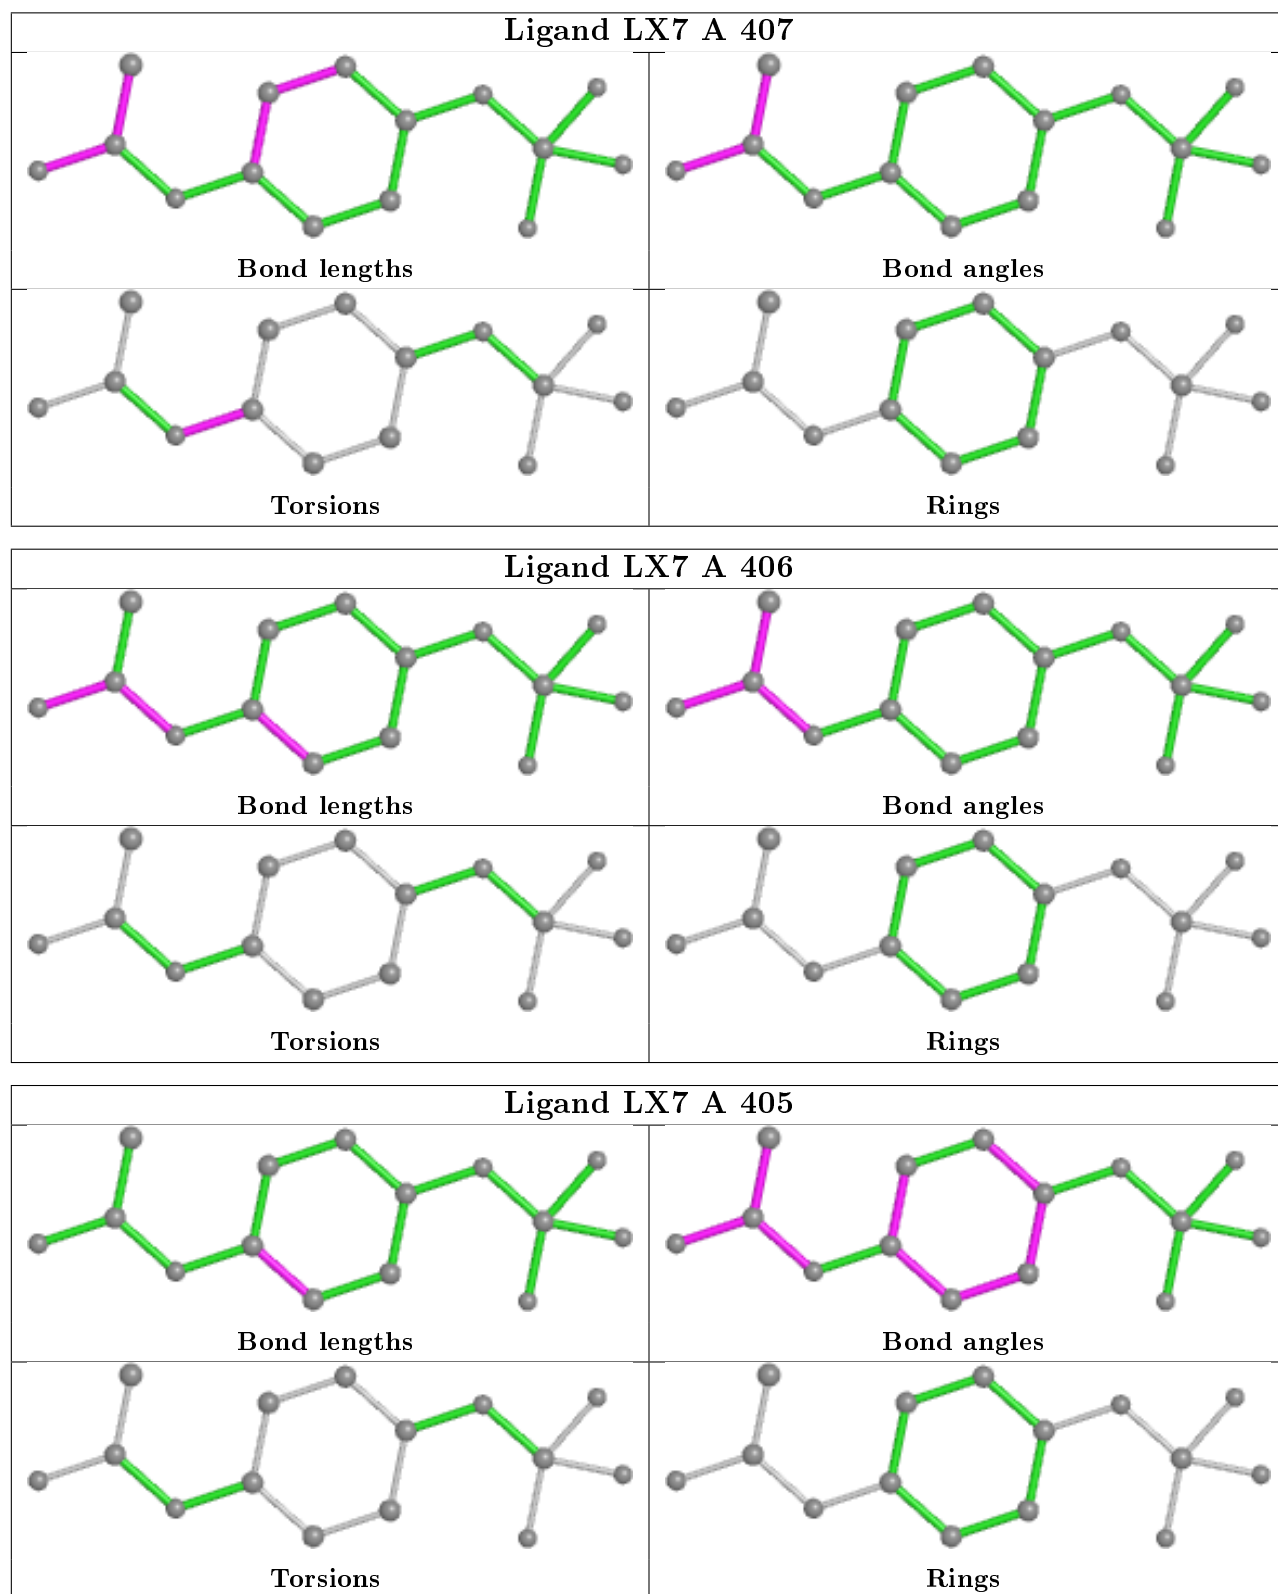 Ligand LX7 A 407
Bond lengths
Bond angles
Torsions
Rings
Ligand LX7 A 406
Bond lengths
Bond angles
Torsions
Rings
Ligand LX7 A 405
Bond lengths
Bond angles
Torsions
Rings